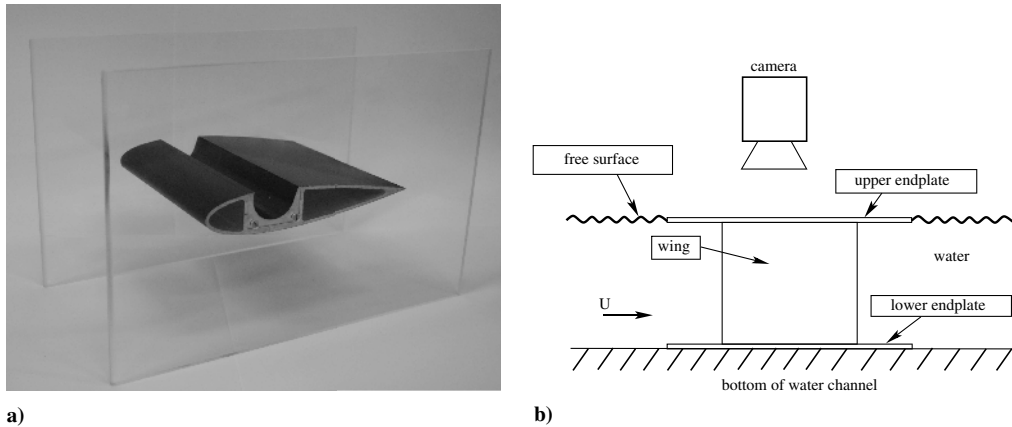 camera
free surface
upper endplate
wing
water
U
lower endplate
bottom of water channel
a)
b)